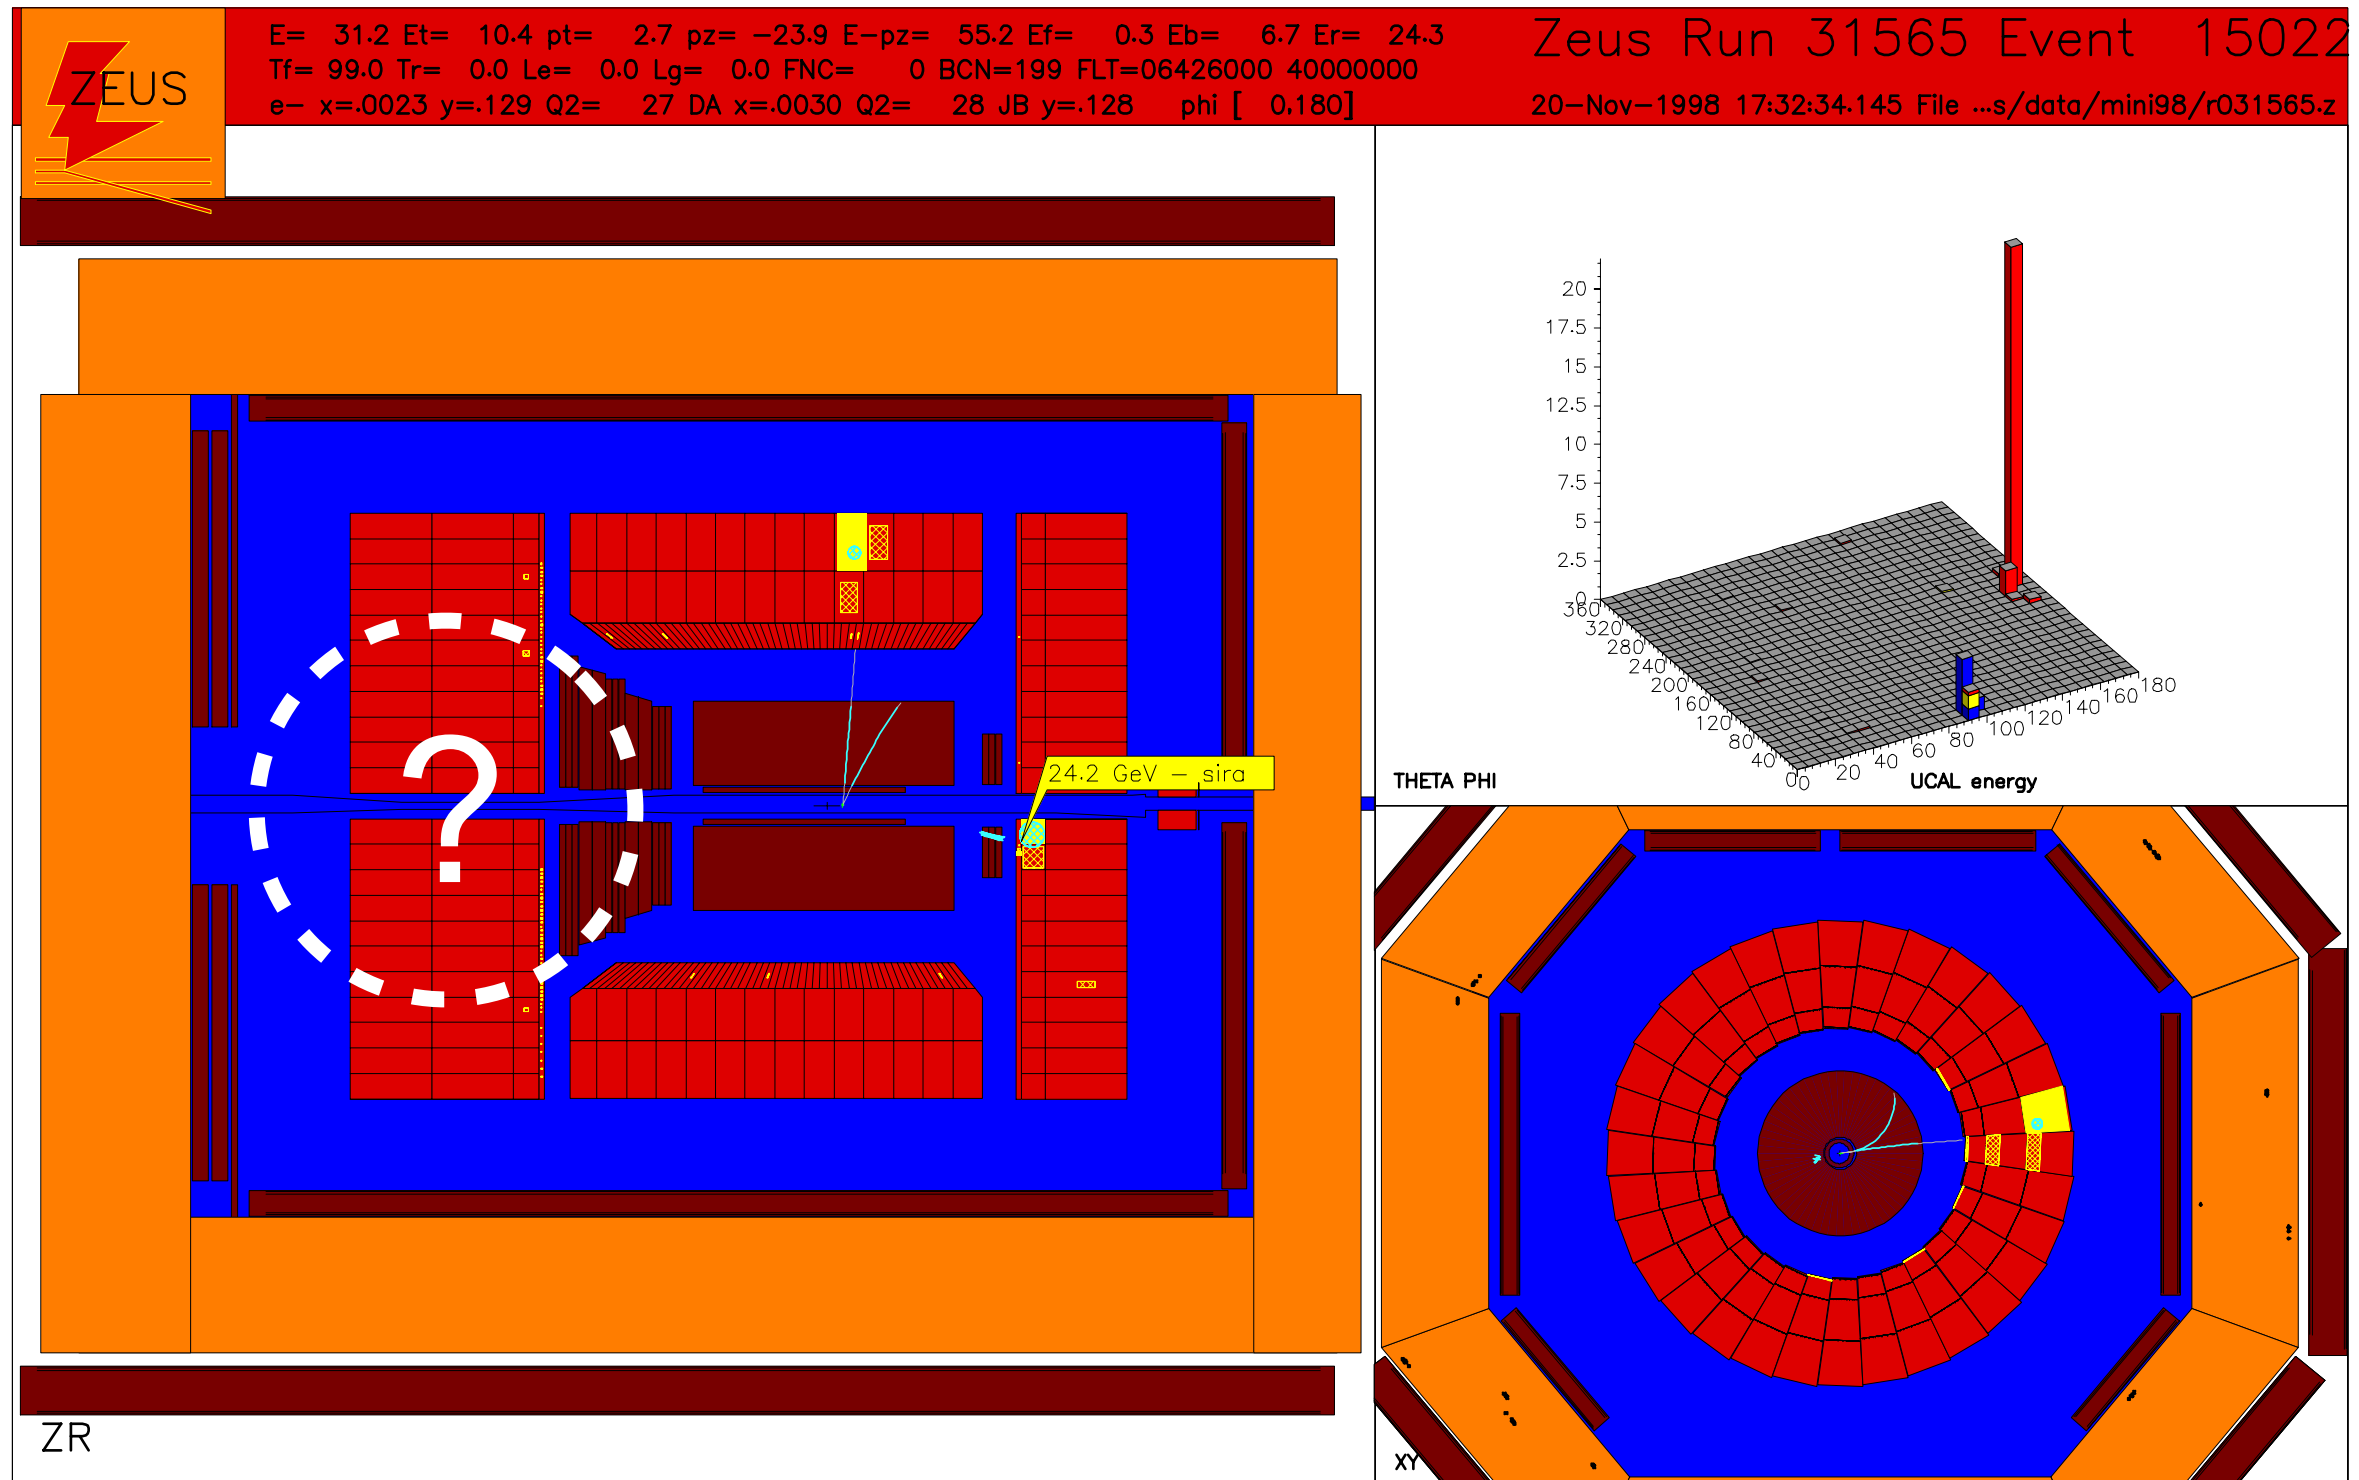 ZEUS
E= 31.2 Et= 10.4 pt= 2.7 pz= -23.9 E-pz= 55.2 Ef= 0.3 Eb= 6.7 Er= 24.3
Tf= 99.0 Tr= 0.0 Le= 0.0 Lg= 0.0 FNC= 0 BCN=199 FLT=06426000 40000000
e- x=.0023 y=.129 Q2= 27 DA x=.0030 Q2= 28 JB y=.128 phi [ 0.180]
Zeus Run 31565 Event 15022
20-Nov-1998 17:32:34.145 File ...s/data/mini98/r031565.z
?
24.2 GeV - sira
ZR
20
17.5
15
12.5
10
7.5
5
2.5
0
360
320
280
240
200
160
120
80
40
0
0
20
40
60
80
100
120
140
160
180
THETA PHI
UCAL energy
XY